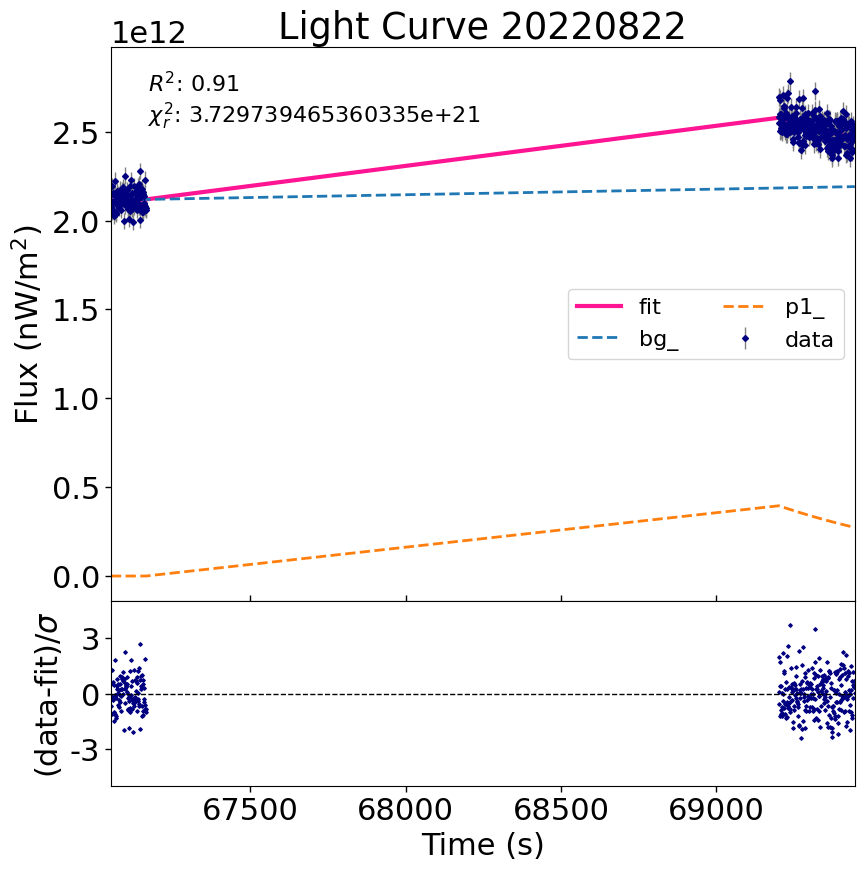 Light Curve 20220822
1e12
R²: 0.91
χ²ᵣ: 3.729739465360335e+21
Flux (nW/m²)
2.5
2.0
1.5
1.0
0.5
0.0
fit
bg_
p1_
data
(data-fit)/σ
3
0
-3
67500 68000 68500 69000
Time (s)